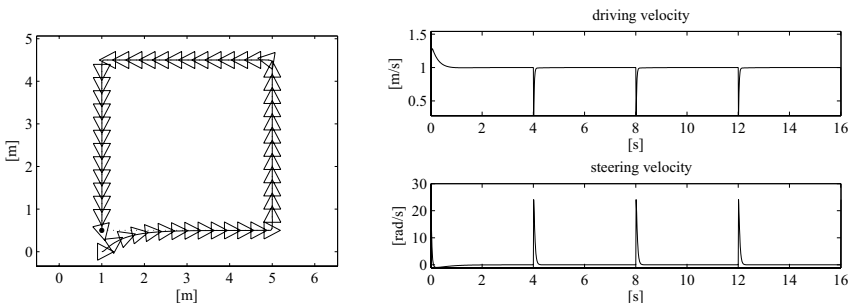 5
4
3
2
1
0
[m]
0 1 2 3 4 5 6
[m]
driving velocity
1.5
1
0.5
[m/s]
0 2 4 6 8 10 12 14 16
[s]
steering velocity
30
20
10
0
[rad/s]
0 2 4 6 8 10 12 14 16
[s]